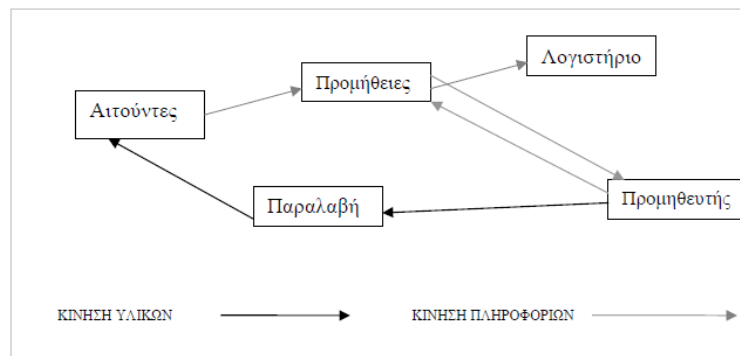 Λογιστήριο
Προμήθειες
Αιτούντες
Παραλαβή
Προμηθευτής
ΚΙΝΗΣΗ ΥΛΙΚΩΝ
ΚΙΝΗΣΗ ΠΛΗΡΟΦΟΡΙΩΝ